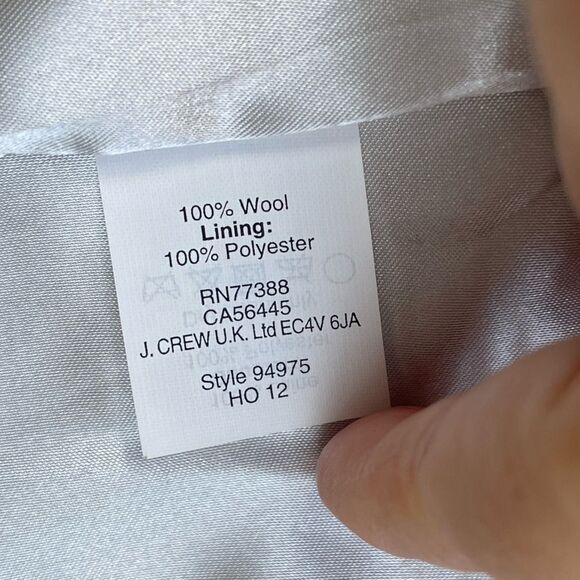 100% Wool
Lining:
100% Polyester
RN77388
CA56445
J. CREW U.K. Ltd EC4V 6JA
Style 94975
HO 12